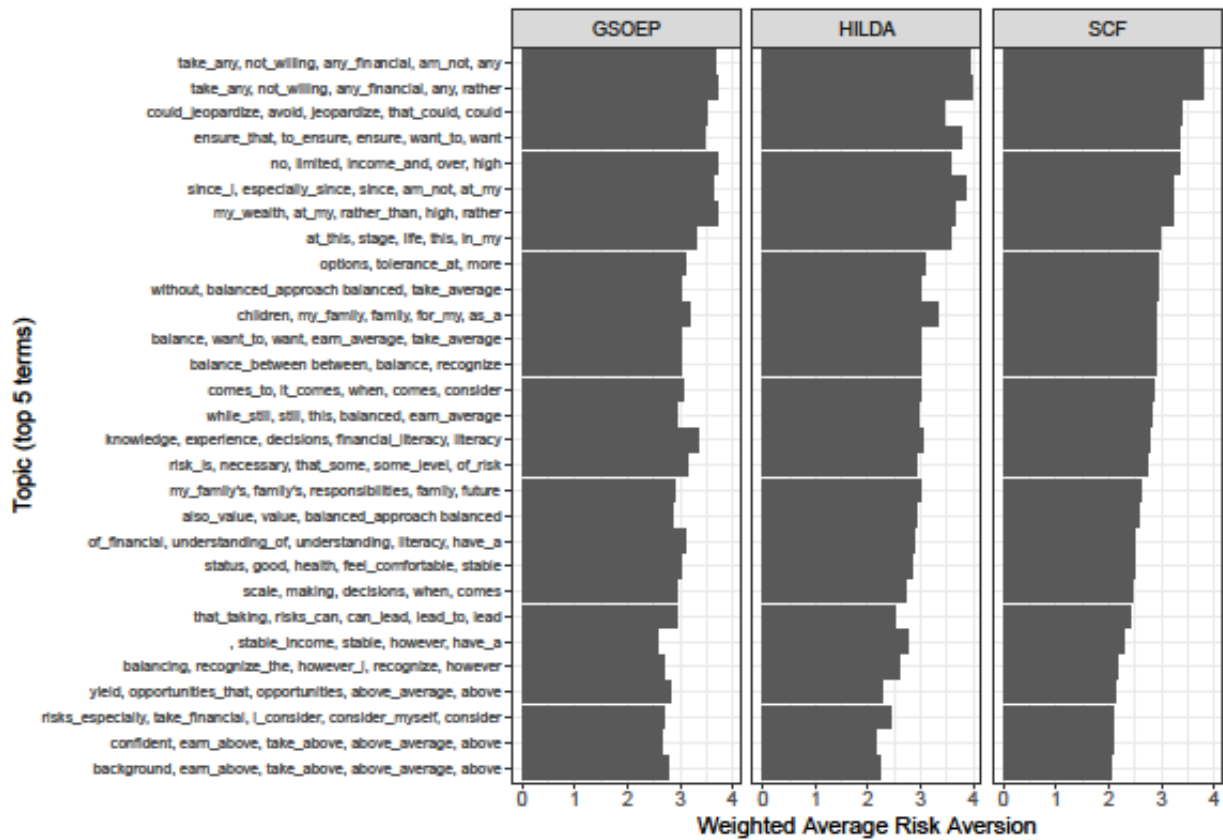 GSOEP HILDA SCF
take_any, not_willing, any_financial, am_not, any
take_any, not_willing, any_financial, any, rather
could_jeopardize, avoid, jeopardize, that_could, could
ensure_that, to_ensure, ensure, want_to, want
no, limited, income_and, over, high
since_i, especially_since, since, am_not, at_my
my_wealth, at_my, rather_than, high, rather
at_this, stage, life, this, in_my
options, tolerance_at, more
without, balanced_approach balanced, take_average
children, my_family, family, for_my, as_a
balance, want_to, want, earn_average, take_average
balance_between between, balance, recognize
comes_to, it_comes, when, comes, consider
while_still, still, this, balanced, earn_average
knowledge, experience, decisions, financial_literacy, literacy
risk_is, necessary, that_some, some_level, of_risk
my_family's, family's, responsibilities, family, future
also_value, value, balanced_approach balanced
of_financial, understanding_of, understanding, literacy, have_a
status, good, health, feel_comfortable, stable
scale, making, decisions, when, comes
that_taking, risks_can, can_lead, lead_to, lead
, stable_income, stable, however, have_a
balancing, recognize_the, however_i, recognize, however
yield, opportunities_that, opportunities, above_average, above
risks_especially, take_financial, i_consider, consider_myself, consider
confident, earn_above, take_above, above_average, above
background, earn_above, take_above, above_average, above
Topic (top 5 terms)
0 1 2 3 4 0 1 2 3 4 0 1 2 3 4
Weighted Average Risk Aversion